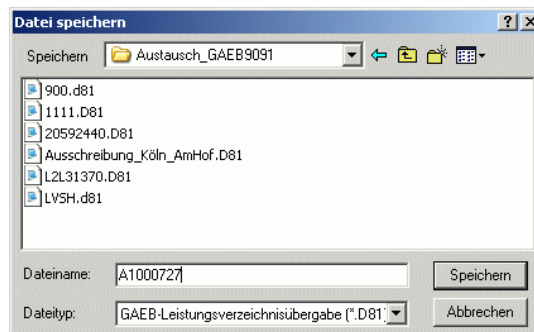 Datei speichern
Speichern Austausch_GAEB9091
900.d81
1111.D81
20592440.D81
Ausschreibung_Köln_AmHof.D81
L2L31370.D81
LVSH.d81
Dateiname: A1000727 Speichern
Dateityp: GAEB-Leistungsverzeichnisübergabe (*.D81) Abbrechen